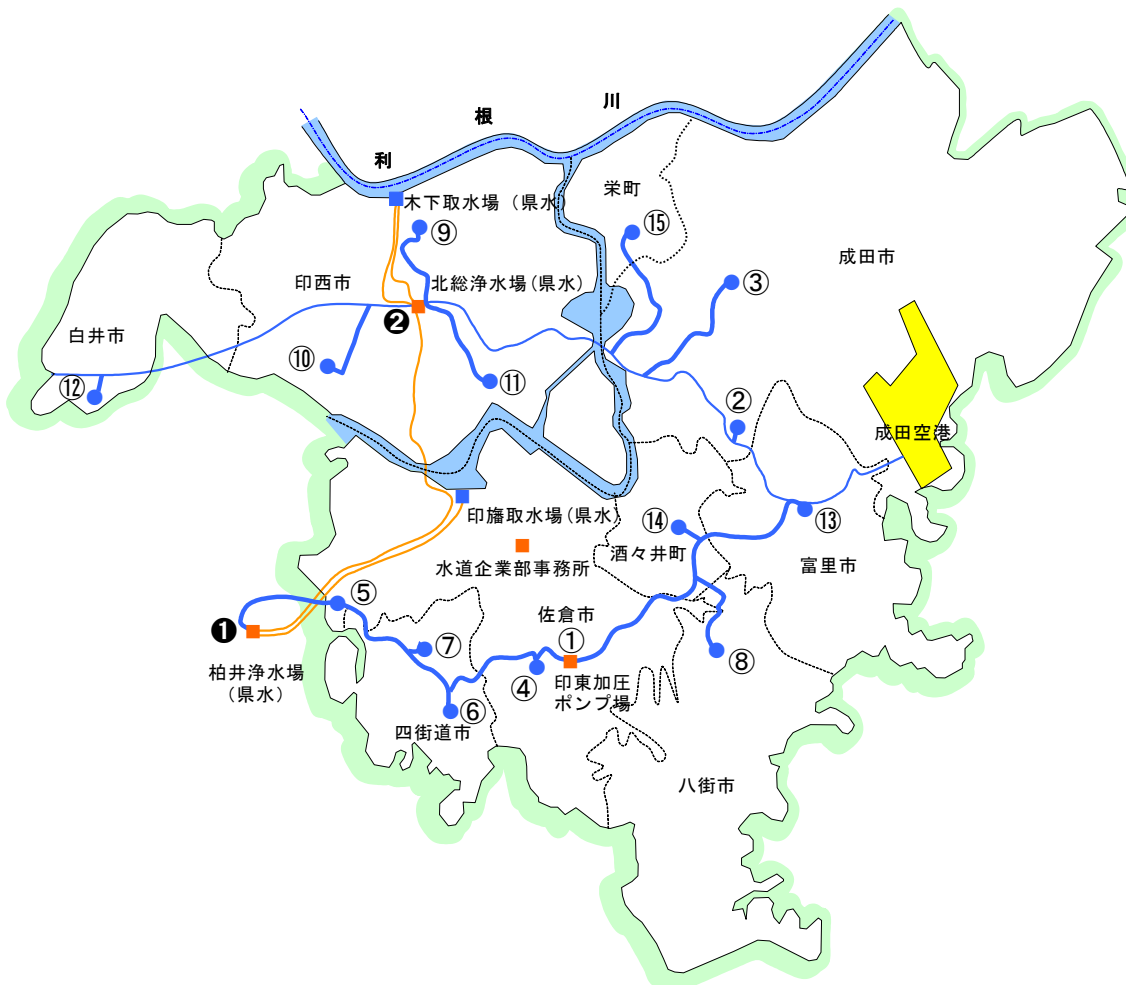 利 根 川
栄町
木下取水場（県水）
⑨
⑮
成田市
③
印西市
北総浄水場(県水)
❷
白井市
⑩
⑪
⑫
②
成田空港
印旛取水場(県水)
⑭
⑬
水道企業部事務所
酒々井町
富里市
⑤
佐倉市
❶
⑦
①
⑧
柏井浄水場
（県水）
④
印東加圧
ポンプ場
⑥
四街道市
八街市